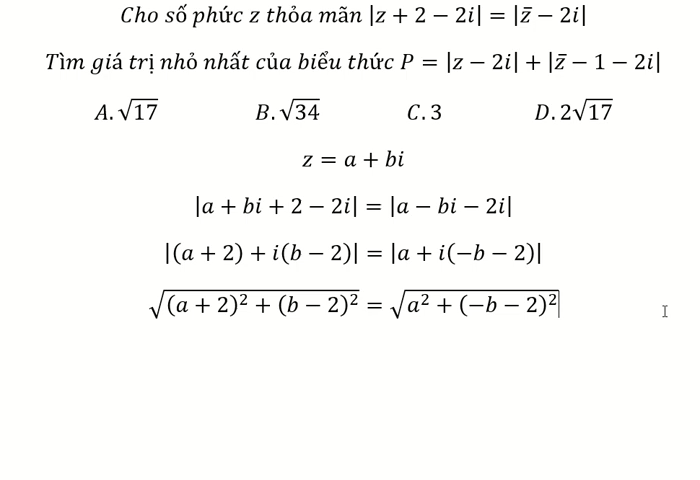 Cho số phức z thỏa mãn |z + 2 − 2i| = |z̄ − 2i|
Tìm giá trị nhỏ nhất của biểu thức P = |z − 2i| + |z̄ − 1 − 2i|
A. √17 B. √34 C. 3 D. 2√17
z = a + bi
|a + bi + 2 − 2i| = |a − bi − 2i|
|(a + 2) + i(b − 2)| = |a + i(−b − 2)|
√((a + 2)² + (b − 2)²) = √(a² + (−b − 2)²)